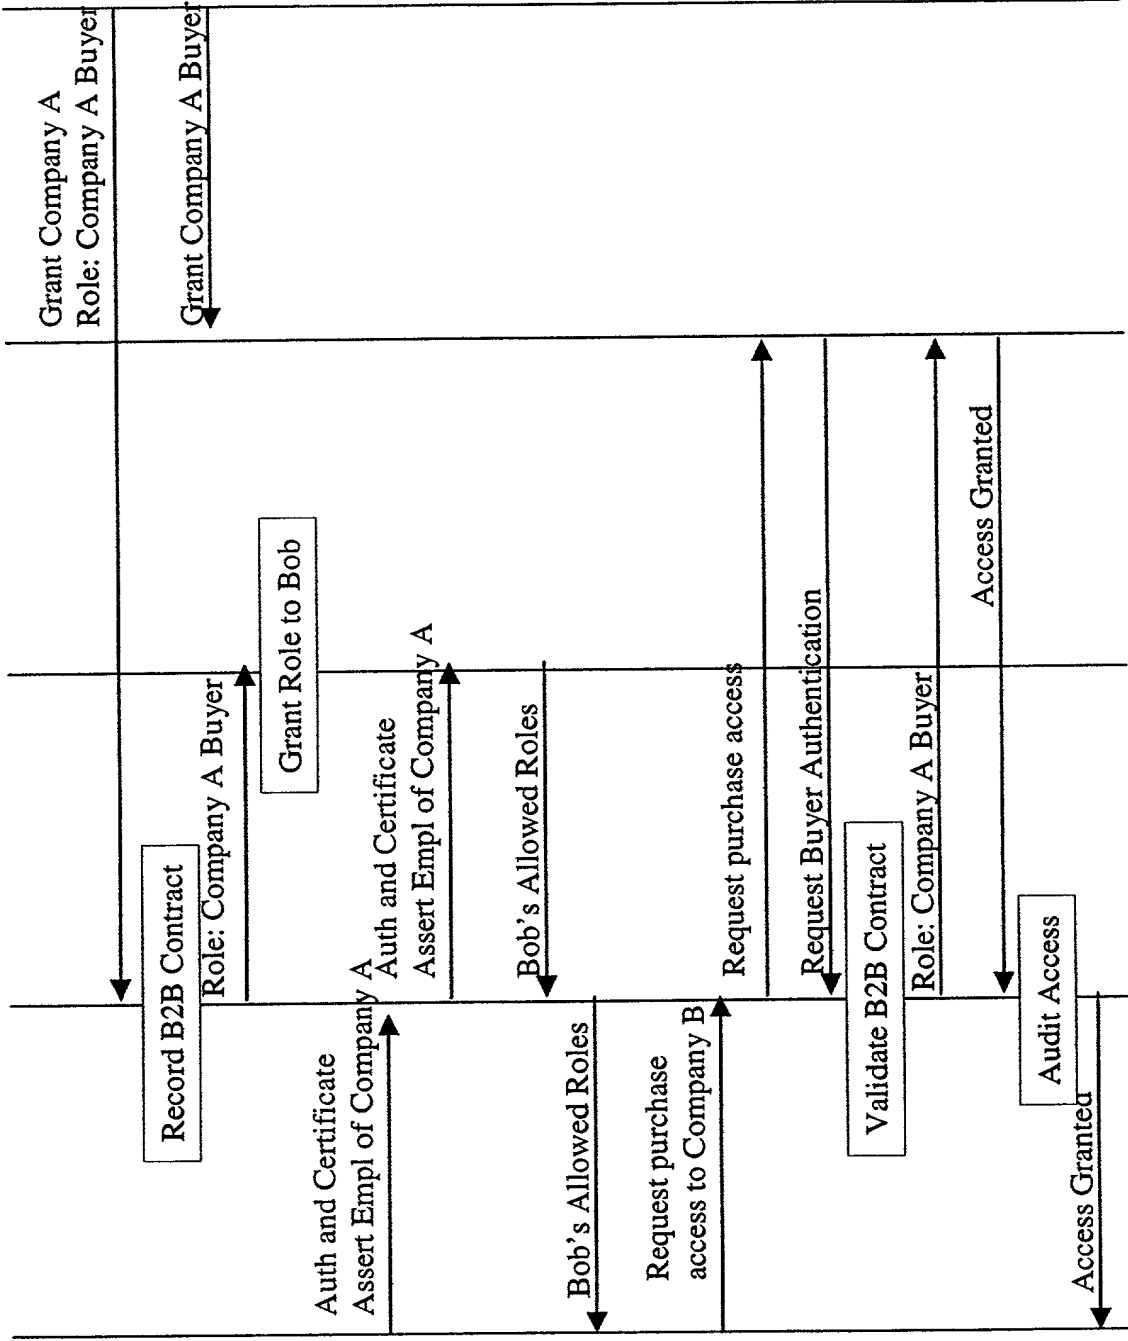 Grant Company A
Role: Company A Buyer
Grant Company A Buyer
Record B2B Contract
Role: Company A Buyer
Grant Role to Bob
Auth and Certificate
Assert Empl of Company A
Auth and Certificate
Assert Empl of Company A
Bob's Allowed Roles
Bob's Allowed Roles
Request purchase
access to Company B
Request purchase access
Request Buyer Authentication
Validate B2B Contract
Role: Company A Buyer
Access Granted
Audit Access
Access Granted